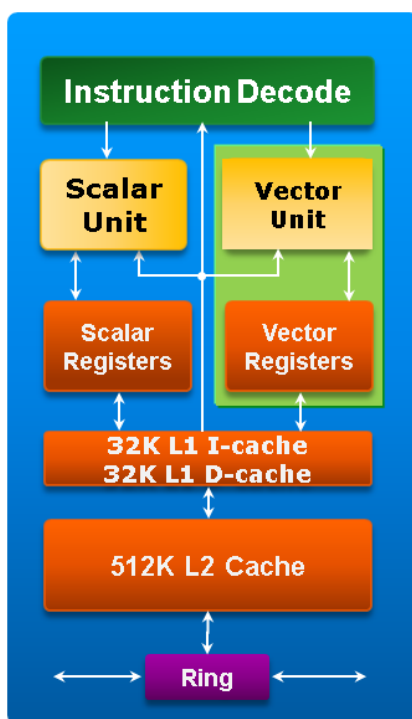 Instruction Decode
Scalar
Unit
Vector
Unit
Scalar
Registers
Vector
Registers
32K L1 I-cache
32K L1 D-cache
512K L2 Cache
Ring